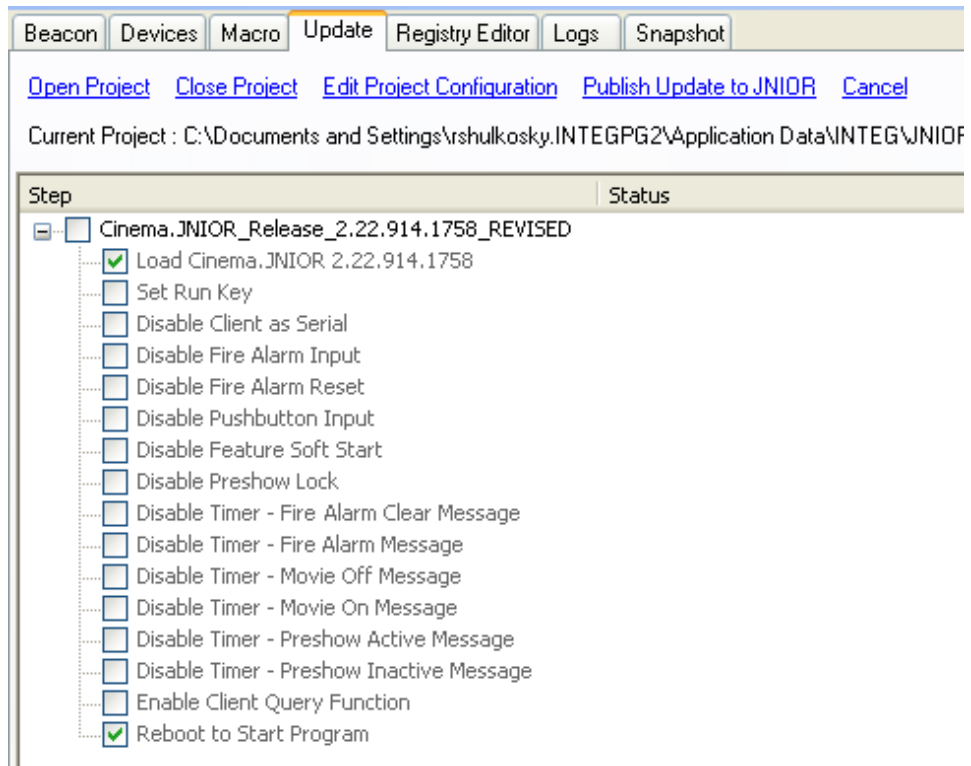 Beacon Devices Macro Update Registry Editor Logs Snapshot
Open Project Close Project Edit Project Configuration Publish Update to JNIOR Cancel
Current Project : C:\Documents and Settings\rshulkosky.INTEGPG2\Application Data\INTEG\JNIOR
Step Status
Cinema.JNIOR_Release_2.22.914.1758_REVISED
Load Cinema.JNIOR 2.22.914.1758
Set Run Key
Disable Client as Serial
Disable Fire Alarm Input
Disable Fire Alarm Reset
Disable Pushbutton Input
Disable Feature Soft Start
Disable Preshow Lock
Disable Timer - Fire Alarm Clear Message
Disable Timer - Fire Alarm Message
Disable Timer - Movie Off Message
Disable Timer - Movie On Message
Disable Timer - Preshow Active Message
Disable Timer - Preshow Inactive Message
Enable Client Query Function
Reboot to Start Program